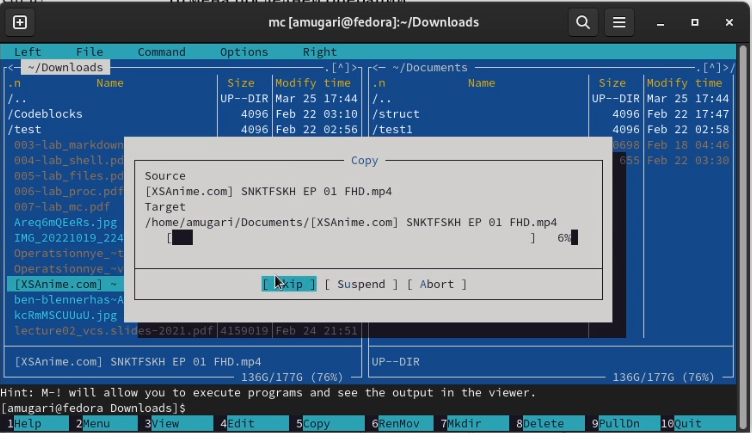 mc [amugari@fedora]:~/Downloads
Left File Command Options Right
<— ~/Downloads .[^]> <— ~/Documents .[^]>
.n Name Size Modify time .n Name Size Modify time
/.. UP--DIR Mar 25 17:44 /.. UP--DIR Mar 25 17:44
/Codeblocks 4096 Feb 22 03:10 /struct 4096 Feb 22 17:47
/test 4096 Feb 22 02:56 /test1 4096 Feb 22 02:58
003-lab_markdown 0698 Feb 18 04:46
004-lab_shell.pd 655 Feb 22 03:30
005-lab_files.pd
006-lab_proc.pdf
007-lab_mc.pdf
Areq6mQEeRs.jpg
IMG_20221019_224
Operatsionnye_~t
Operatsionnye_~v
[XSAnime.com] ~
ben-blennerhas~A
kcRmMSCUUuU.jpg
lecture02_vcs.slides-2021.pdf 4159019 Feb 24 21:51
Copy
Source
[XSAnime.com] SNKTFSKH EP 01 FHD.mp4
Target
/home/amugari/Documents/[XSAnime.com] SNKTFSKH EP 01 FHD.mp4
[ ] 6%
[ Skip ] [ Suspend ] [ Abort ]
[XSAnime.com] SNKTFSKH EP 01 FHD.mp4 UP--DIR
136G/177G (76%) 136G/177G (76%)
Hint: M-! will allow you to execute programs and see the output in the viewer.
[amugari@fedora Downloads]$
1Help 2Menu 3View 4Edit 5Copy 6RenMov 7Mkdir 8Delete 9PullDn 10Quit